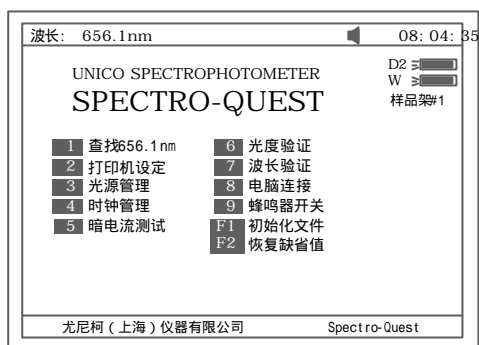 波长: 656.1nm 08: 04: 35
UNICO SPECTROPHOTOMETER
SPECTRO-QUEST
D2
W
样品架#1
1 查找656.1nm
2 打印机设定
3 光源管理
4 时钟管理
5 暗电流测试
6 光度验证
7 波长验证
8 电脑连接
9 蜂鸣器开关
F1 初始化文件
F2 恢复缺省值
尤尼柯（上海）仪器有限公司 Spectro-Quest